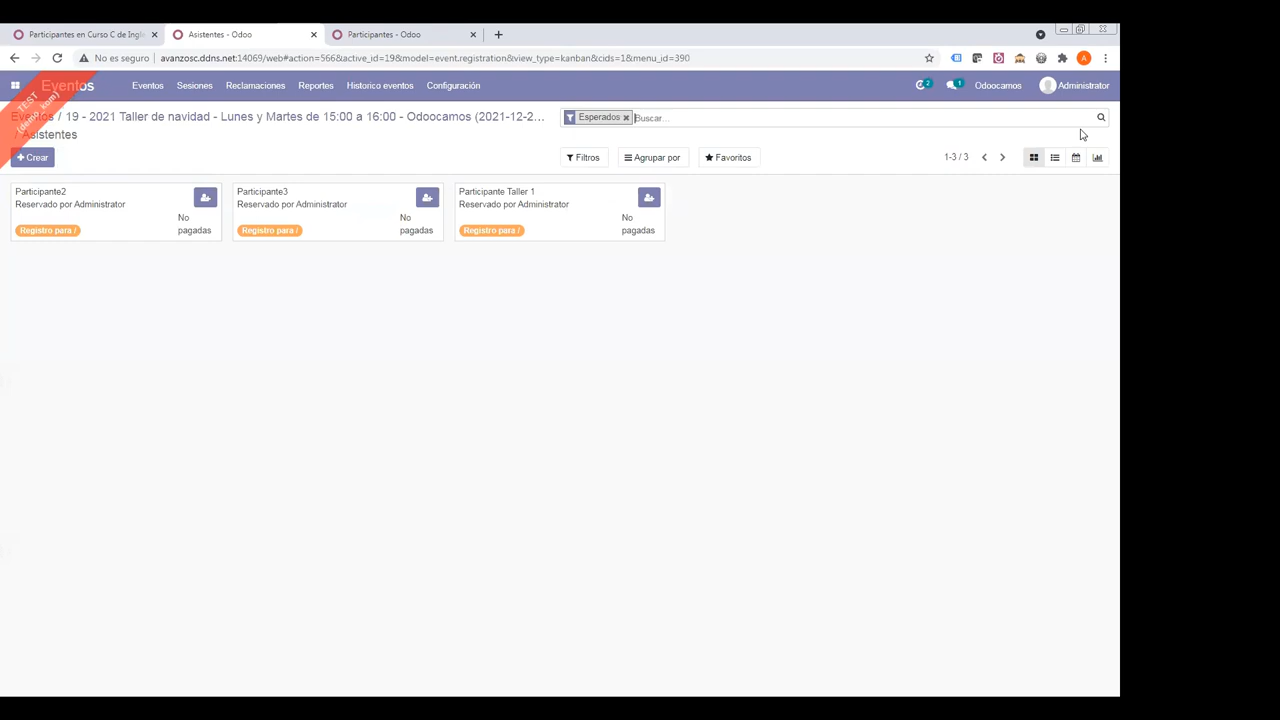 Participantes en Curso C de Ingle
Asistentes - Odoo
Participantes - Odoo
No es seguro
avanzosc.ddns.net:14069/web#action=566&active_id=19&model=event.registration&view_type=kanban&cids=1&menu_id=390
A
TEST
Eventos
Eventos
Sesiones
Reclamaciones
Reportes
Historico eventos
Configuración
2
1
Odoocamos
Administrator
Eventos / 19 - 2021 Taller de navidad - Lunes y Martes de 15:00 a 16:00 - Odoocamos (2021-12-2...
/ Asistentes
Esperados
Buscar...
Crear
Filtros
Agrupar por
Favoritos
1-3 / 3
Participante2
Reservado por Administrator
No
pagadas
Registro para /
Participante3
Reservado por Administrator
No
pagadas
Registro para /
Participante Taller 1
Reservado por Administrator
No
pagadas
Registro para /